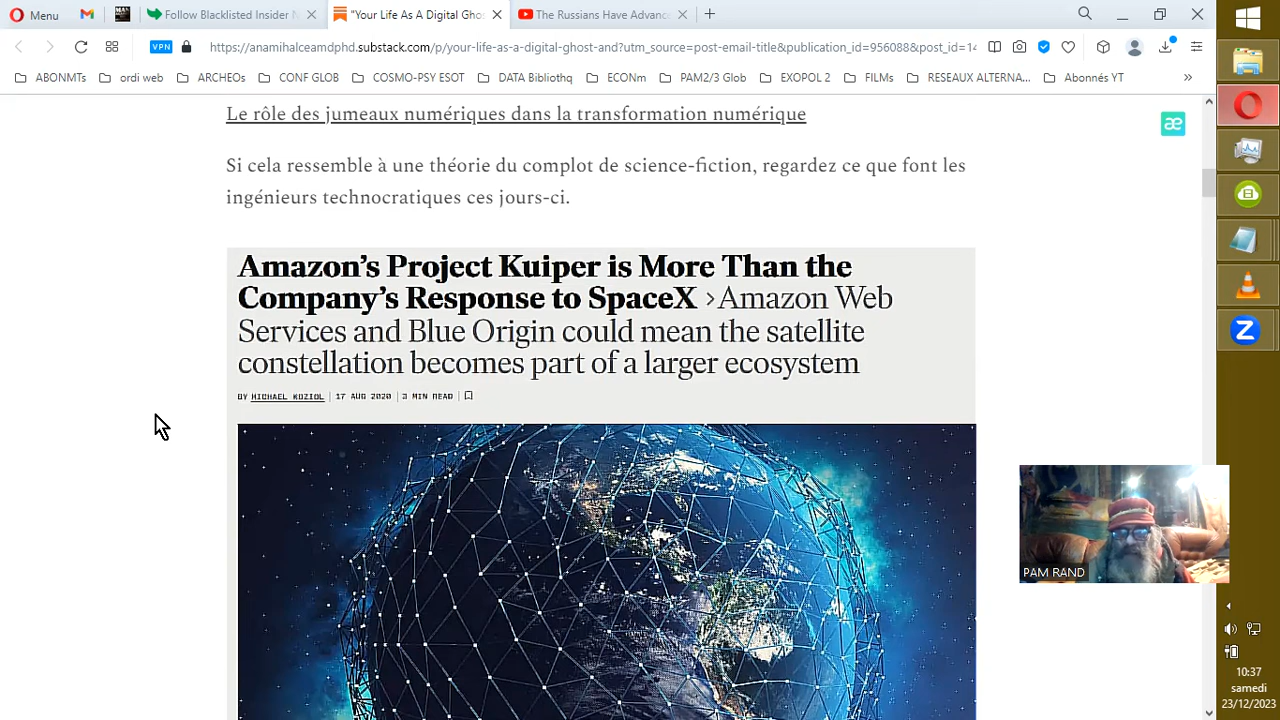 Menu
Follow Blacklisted Insider N
"Your Life As A Digital Gho
The Russians Have Advanc
VPN
https://anamihalceamdphd.substack.com/p/your-life-as-a-digital-ghost-and?utm_source=post-email-title&publication_id=956088&post_id=14
ABONMTs
ordi web
ARCHEOs
CONF GLOB
COSMO-PSY ESOT
DATA Biblmthq
ECONm
PAM2/3 Glob
EXOPOL 2
FILMs
RESEAUX ALTERNA...
Abonnés YT
»
Le rôle des jumeaux numériques dans la transformation numérique
æ
Si cela ressemble à une théorie du complot de science-fiction, regardez ce que font les
ingénieurs technocratiques ces jours-ci.
Amazon's Project Kuiper is More Than the
Company's Response to SpaceX >Amazon Web
Services and Blue Origin could mean the satellite
constellation becomes part of a larger ecosystem
BY MICHAEL KOZIOL | 17 AUG 2020 | 3 MIN READ |
PAM RAND
10:37
samedi
23/12/2023